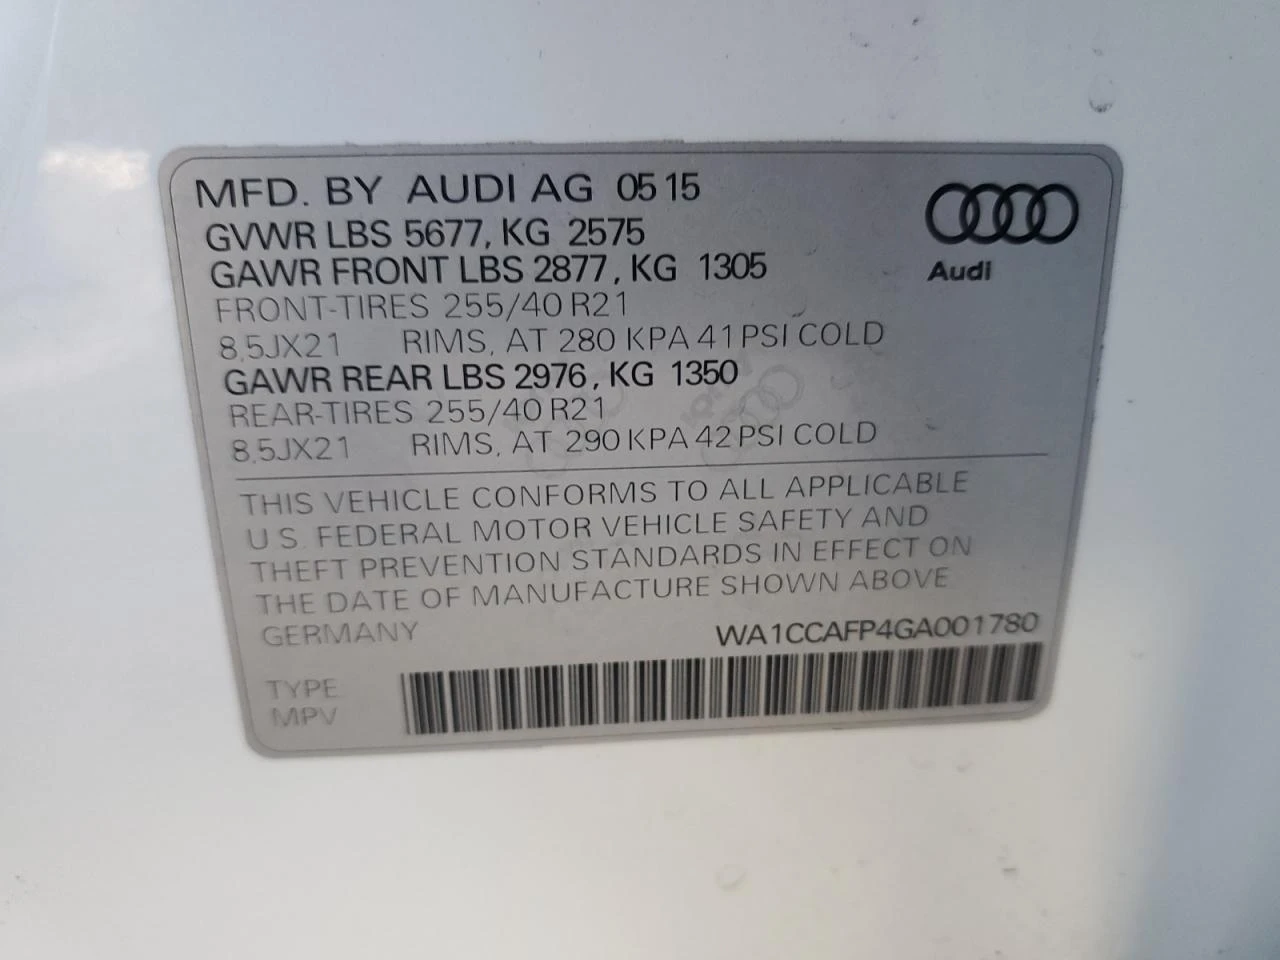 MFD. BY AUDI AG 05 15
GVWR LBS 5677, KG 2575
GAWR FRONT LBS 2877, KG 1305
FRONT-TIRES 255/40 R21
8,5JX21 RIMS, AT 280 KPA 41 PSI COLD
GAWR REAR LBS 2976, KG 1350
REAR-TIRES 255/40 R21
8,5JX21 RIMS, AT 290 KPA 42 PSI COLD
Audi
THIS VEHICLE CONFORMS TO ALL APPLICABLE
U.S. FEDERAL MOTOR VEHICLE SAFETY AND
THEFT PREVENTION STANDARDS IN EFFECT ON
THE DATE OF MANUFACTURE SHOWN ABOVE
GERMANY WA1CCAFP4GA001780
TYPE
MPV